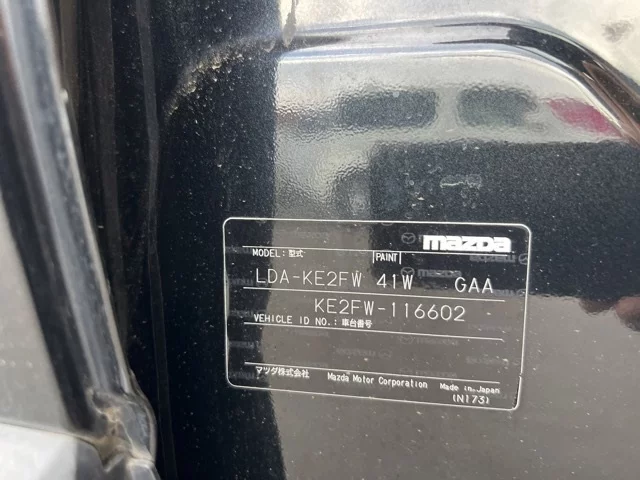 mazda
MODEL: 型式 PAINT
LDA-KE2FW 41W GAA
KE2FW-116602
VEHICLE ID NO.: 車台番号
マツダ株式会社 Mazda Motor Corporation Made in Japan
(N173)